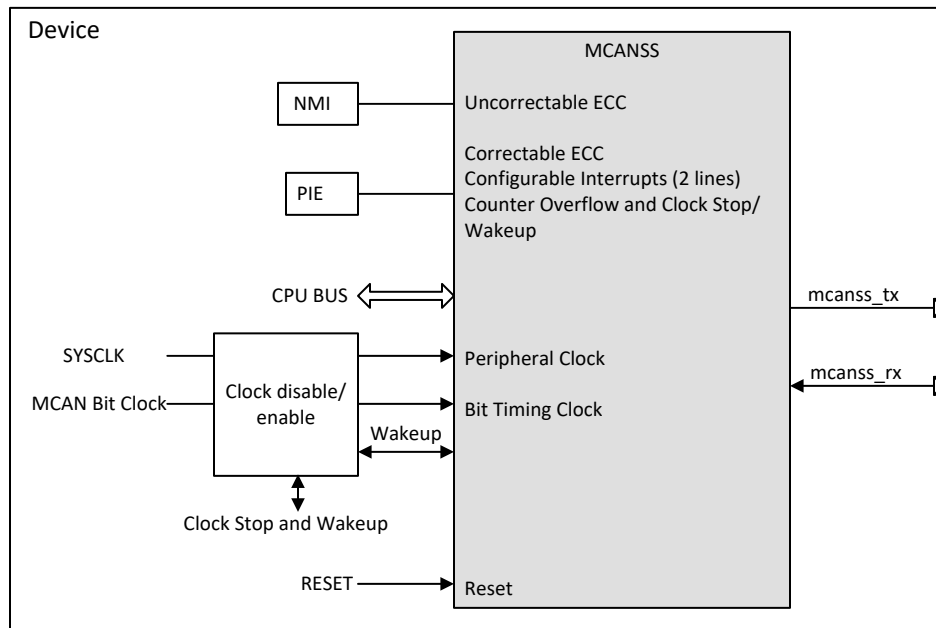 Device
MCANSS
NMI
Uncorrectable ECC
Correctable ECC
Configurable Interrupts (2 lines)
Counter Overflow and Clock Stop/
Wakeup
PIE
CPU BUS
mcanss_tx
SYSCLK
Peripheral Clock
mcanss_rx
MCAN Bit Clock
Clock disable/
enable
Bit Timing Clock
Wakeup
Clock Stop and Wakeup
RESET
Reset